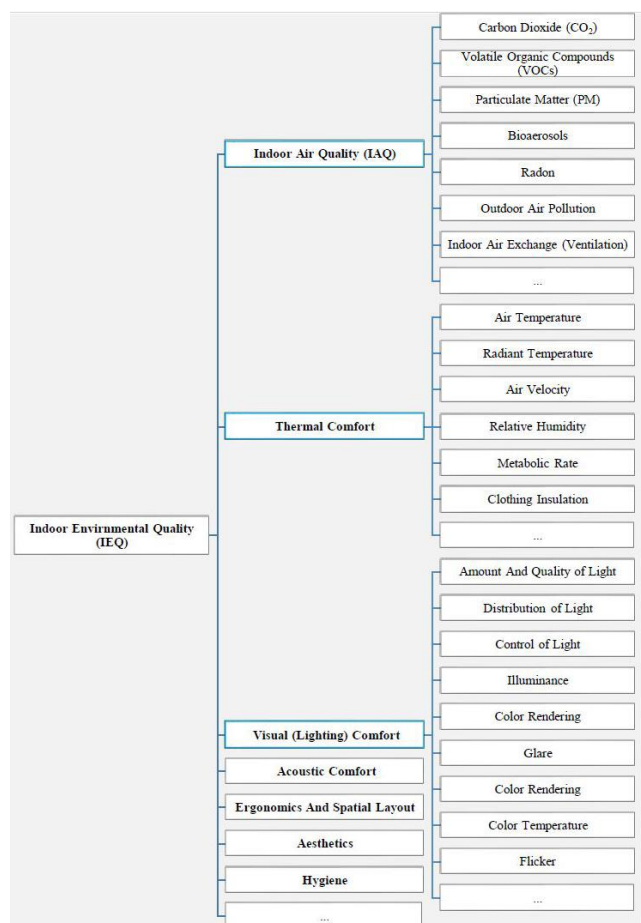 Carbon Dioxide (CO₂)
Volatile Organic Compounds
(VOCs)
Particulate Matter (PM)
Bioaerosols
Indoor Air Quality (IAQ)
Radon
Outdoor Air Pollution
Indoor Air Exchange (Ventilation)
...
Air Temperature
Radiant Temperature
Air Velocity
Thermal Comfort
Relative Humidity
Metabolic Rate
Clothing Insulation
...
Indoor Envirnmental Quality
(IEQ)
Amount And Quality of Light
Distribution of Light
Control of Light
Illuminance
Color Rendering
Visual (Lighting) Comfort
Glare
Acoustic Comfort
Color Rendering
Ergonomics And Spatial Layout
Color Temperature
Aesthetics
Flicker
Hygiene
...
...